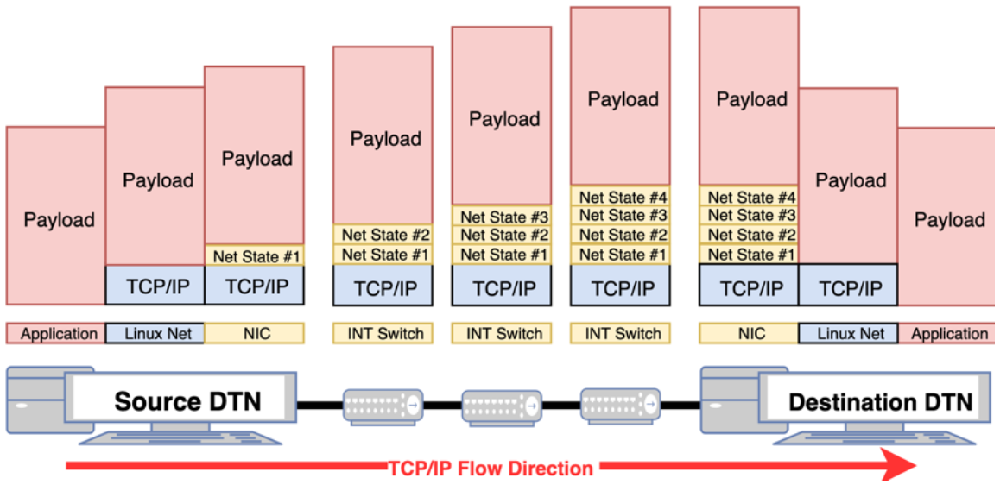 Payload
Payload
TCP/IP
Payload
Net State #1
TCP/IP
Payload
Net State #2
Net State #1
TCP/IP
Payload
Net State #3
Net State #2
Net State #1
TCP/IP
Payload
Net State #4
Net State #3
Net State #2
Net State #1
TCP/IP
Payload
Net State #4
Net State #3
Net State #2
Net State #1
TCP/IP
Payload
TCP/IP
Payload
Application
Linux Net
NIC
INT Switch
INT Switch
INT Switch
NIC
Linux Net
Application
Source DTN
Destination DTN
TCP/IP Flow Direction